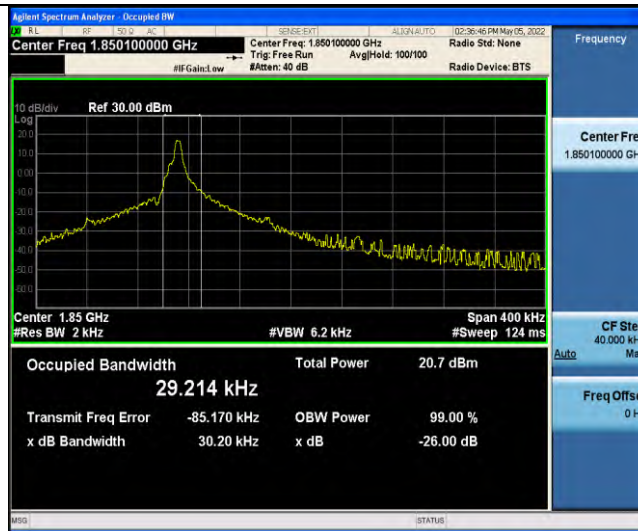 Agilent Spectrum Analyzer - Occupied BW
RL RF 50 Ω AC SENSE:EXT ALIGN AUTO 02:36:46 PM May 05, 2022
Center Freq 1.850100000 GHz
Center Freq: 1.850100000 GHz Radio Std: None
Trig: Free Run Avg|Hold: 100/100
#IFGain:Low #Atten: 40 dB Radio Device: BTS
Frequency
10 dB/div Ref 30.00 dBm
Log
20.0
10.0
0.00
-10.0
-20.0
-30.0
-40.0
-50.0
-60.0
Center 1.85 GHz Span 400 kHz
#Res BW 2 kHz #VBW 6.2 kHz #Sweep 124 ms
Center Fre
1.850100000 GH
CF Ste
40.000 kH
Auto Ma
Freq Offse
0 H
Occupied Bandwidth Total Power 20.7 dBm
29.214 kHz
Transmit Freq Error -85.170 kHz OBW Power 99.00 %
x dB Bandwidth 30.20 kHz x dB -26.00 dB
MSG STATUS